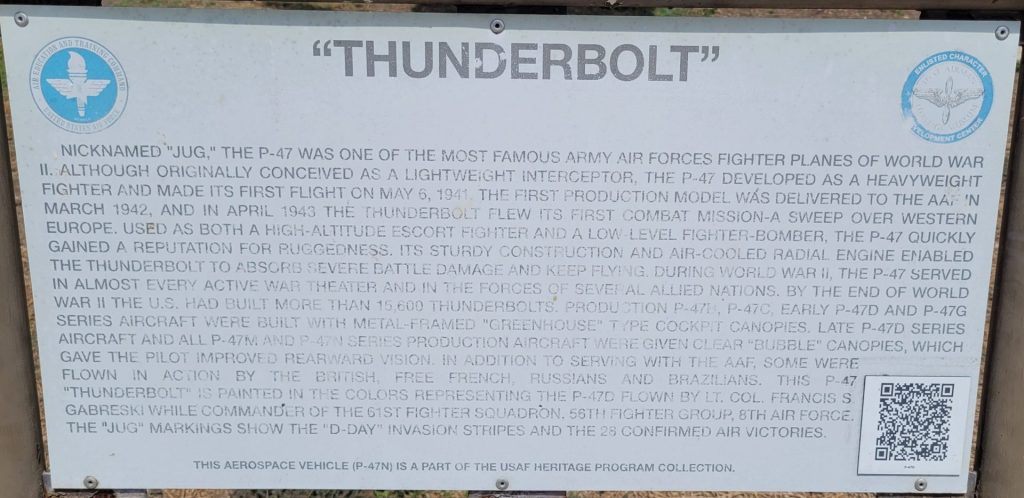 "THUNDERBOLT"
AIR EDUCATION AND TRAINING COMMAND
UNITED STATES AIR FORCE
ENLISTED CHARACTER
DEVELOPMENT CENTER
NICKNAMED "JUG," THE P-47 WAS ONE OF THE MOST FAMOUS ARMY AIR FORCES FIGHTER PLANES OF WORLD WAR
II. ALTHOUGH ORIGINALLY CONCEIVED AS A LIGHTWEIGHT INTERCEPTOR, THE P-47 DEVELOPED AS A HEAVYWEIGHT
FIGHTER AND MADE ITS FIRST FLIGHT ON MAY 6, 1941. THE FIRST PRODUCTION MODEL WAS DELIVERED TO THE AAF IN
MARCH 1942, AND IN APRIL 1943 THE THUNDERBOLT FLEW ITS FIRST COMBAT MISSION-A SWEEP OVER WESTERN
EUROPE. USED AS BOTH A HIGH-ALTITUDE ESCORT FIGHTER AND A LOW-LEVEL FIGHTER-BOMBER, THE P-47 QUICKLY
GAINED A REPUTATION FOR RUGGEDNESS. ITS STURDY CONSTRUCTION AND AIR-COOLED RADIAL ENGINE ENABLED
THE THUNDERBOLT TO ABSORB SEVERE BATTLE DAMAGE AND KEEP FLYING. DURING WORLD WAR II, THE P-47 SERVED
IN ALMOST EVERY ACTIVE WAR THEATER AND IN THE FORCES OF SEVERAL ALLIED NATIONS. BY THE END OF WORLD
WAR II THE U.S. HAD BUILT MORE THAN 15,600 THUNDERBOLTS. PRODUCTION P-47B, P-47C, EARLY P-47D AND P-47G
SERIES AIRCRAFT WERE BUILT WITH METAL-FRAMED "GREENHOUSE" TYPE COCKPIT CANOPIES. LATE P-47D SERIES
AIRCRAFT AND ALL P-47M AND P-47N SERIES PRODUCTION AIRCRAFT WERE GIVEN CLEAR "BUBBLE" CANOPIES, WHICH
GAVE THE PILOT IMPROVED REARWARD VISION. IN ADDITION TO SERVING WITH THE AAF, SOME WERE
FLOWN IN ACTION BY THE BRITISH, FREE FRENCH, RUSSIANS AND BRAZILIANS. THIS P-47
"THUNDERBOLT" IS PAINTED IN THE COLORS REPRESENTING THE P-47D FLOWN BY LT. COL. FRANCIS S.
GABRESKI WHILE COMMANDER OF THE 61ST FIGHTER SQUADRON, 56TH FIGHTER GROUP, 8TH AIR FORCE.
THE "JUG" MARKINGS SHOW THE "D-DAY" INVASION STRIPES AND THE 28 CONFIRMED AIR VICTORIES.
THIS AEROSPACE VEHICLE (P-47N) IS A PART OF THE USAF HERITAGE PROGRAM COLLECTION.